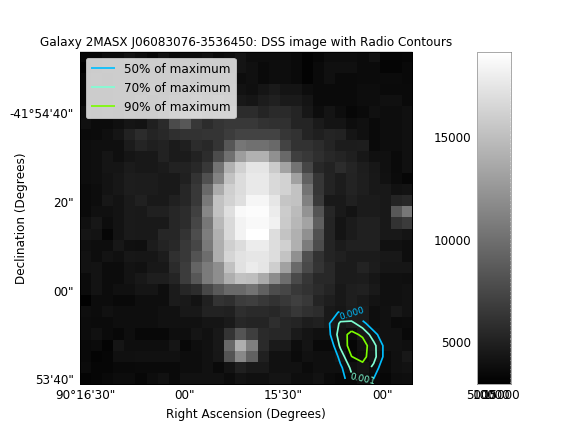 Galaxy 2MASX J06083076-3536450: DSS image with Radio Contours
50% of maximum
70% of maximum
90% of maximum
-41°54'40"
20"
00"
53'40"
Declination (Degrees)
90°16'30"
00"
15'30"
00"
Right Ascension (Degrees)
0.000
0.001
15000
10000
5000